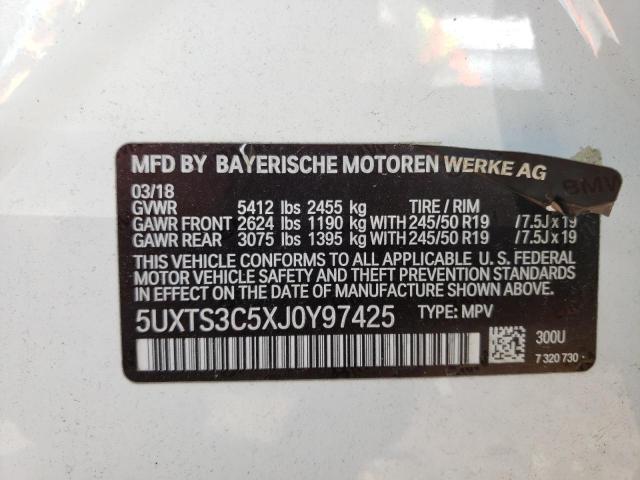 MFD BY BAYERISCHE MOTOREN WERKE AG
BMW
03/18
GVWR 5412 lbs 2455 kg TIRE / RIM
GAWR FRONT 2624 lbs 1190 kg WITH 245/50 R19 /7.5J x 19
GAWR REAR 3075 lbs 1395 kg WITH 245/50 R19 /7.5J x 19
THIS VEHICLE CONFORMS TO ALL APPLICABLE U. S. FEDERAL
MOTOR VEHICLE SAFETY AND THEFT PREVENTION STANDARDS
IN EFFECT ON THE DATE OF MANUFACTURE SHOWN ABOVE.
5UXTS3C5XJ0Y97425 TYPE: MPV
300U
7 320 730